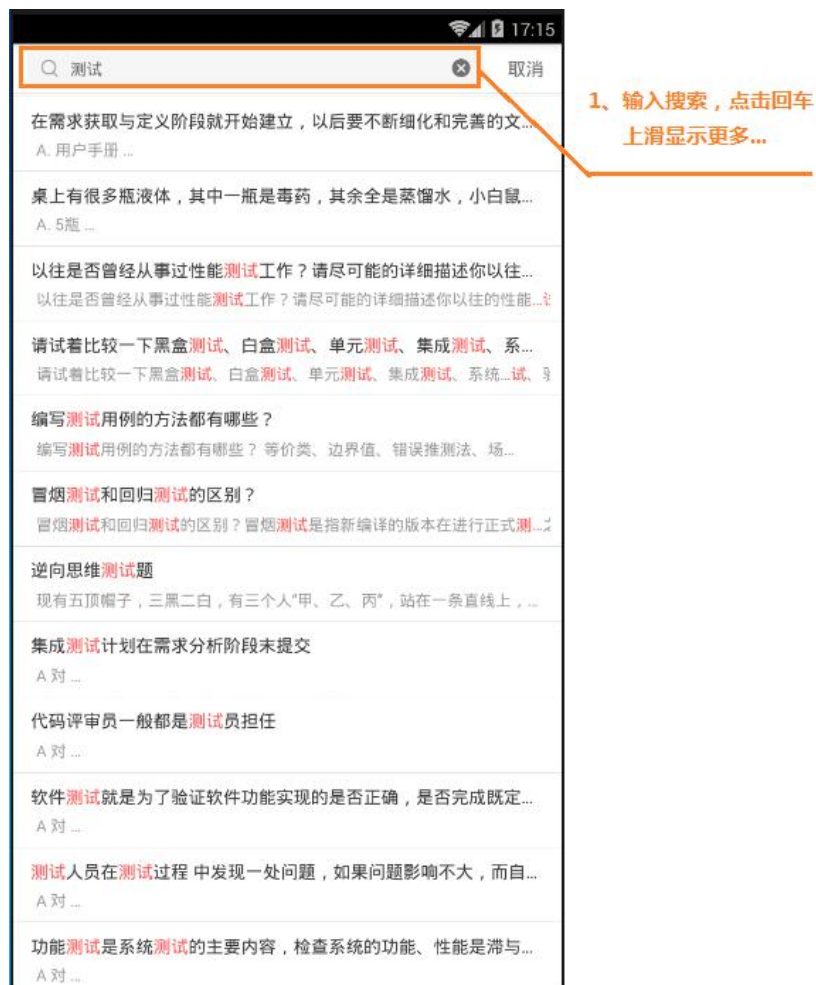 17:15
测试
取消
1、输入搜索，点击回车
上滑显示更多...
在需求获取与定义阶段就开始建立，以后要不断细化和完善的文...
A. 用户手册 ...
桌上有很多瓶液体，其中一瓶是毒药，其余全是蒸馏水，小白鼠...
A. 5瓶 ...
以往是否曾经从事过性能测试工作？请尽可能的详细描述你以往...
以往是否曾经从事过性能测试工作？请尽可能的详细描述你以往的性能...
请试着比较一下黑盒测试、白盒测试、单元测试、集成测试、系...
请试着比较一下黑盒测试、白盒测试、单元测试、集成测试、系统...试、
编写测试用例的方法都有哪些？
编写测试用例的方法都有哪些？ 等价类、边界值、错误推测法、场...
冒烟测试和回归测试的区别？
冒烟测试和回归测试的区别？冒烟测试是指新编译的版本在进行正式测...
逆向思维测试题
现有五顶帽子，三黑二白，有三个人"甲、乙、丙"，站在一条直线上，...
集成测试计划在需求分析阶段末提交
A 对 ...
代码评审员一般都是测试员担任
A 对 ...
软件测试就是为了验证软件功能实现的是否正确，是否完成既定...
A 对 ...
测试人员在测试过程 中发现一处问题，如果问题影响不大，而自...
A 对 ...
功能测试是系统测试的主要内容，检查系统的功能、性能是滞与...
A 对 ...